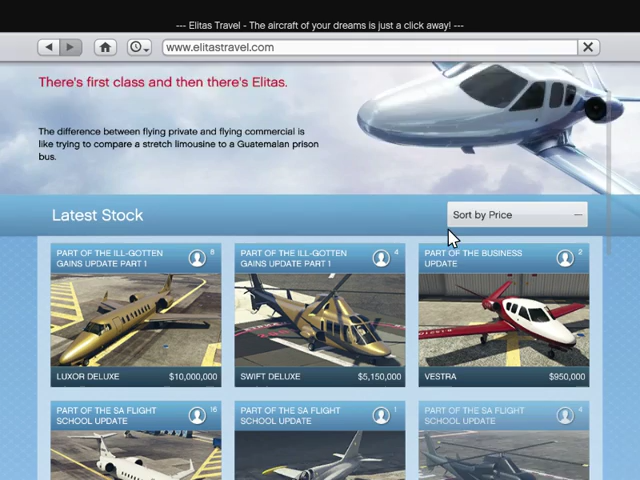 --- Elitas Travel - The aircraft of your dreams is just a click away! ---
www.elitastravel.com
There's first class and then there's Elitas.
The difference between flying private and flying commercial is
like trying to compare a stretch limousine to a Guatemalan prison
bus.
Latest Stock
Sort by Price
PART OF THE ILL-GOTTEN
GAINS UPDATE PART 1
8
PART OF THE ILL-GOTTEN
GAINS UPDATE PART 1
4
PART OF THE BUSINESS
UPDATE
2
LUXOR DELUXE $10,000,000
SWIFT DELUXE $5,150,000
VESTRA $950,000
PART OF THE SA FLIGHT
SCHOOL UPDATE
16
PART OF THE SA FLIGHT
SCHOOL UPDATE
1
PART OF THE SA FLIGHT
SCHOOL UPDATE
4